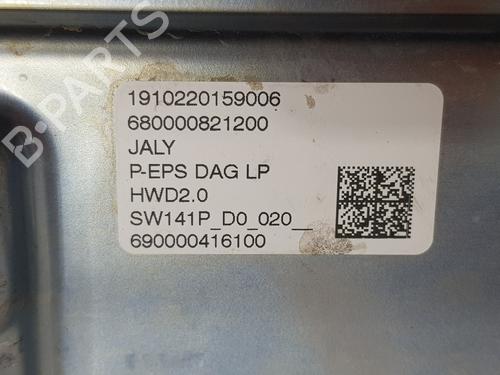 B-PARTS
1910220159006
680000821200
JALY
P-EPS DAG LP
HWD2.0
SW141P_D0_020__
690000416100